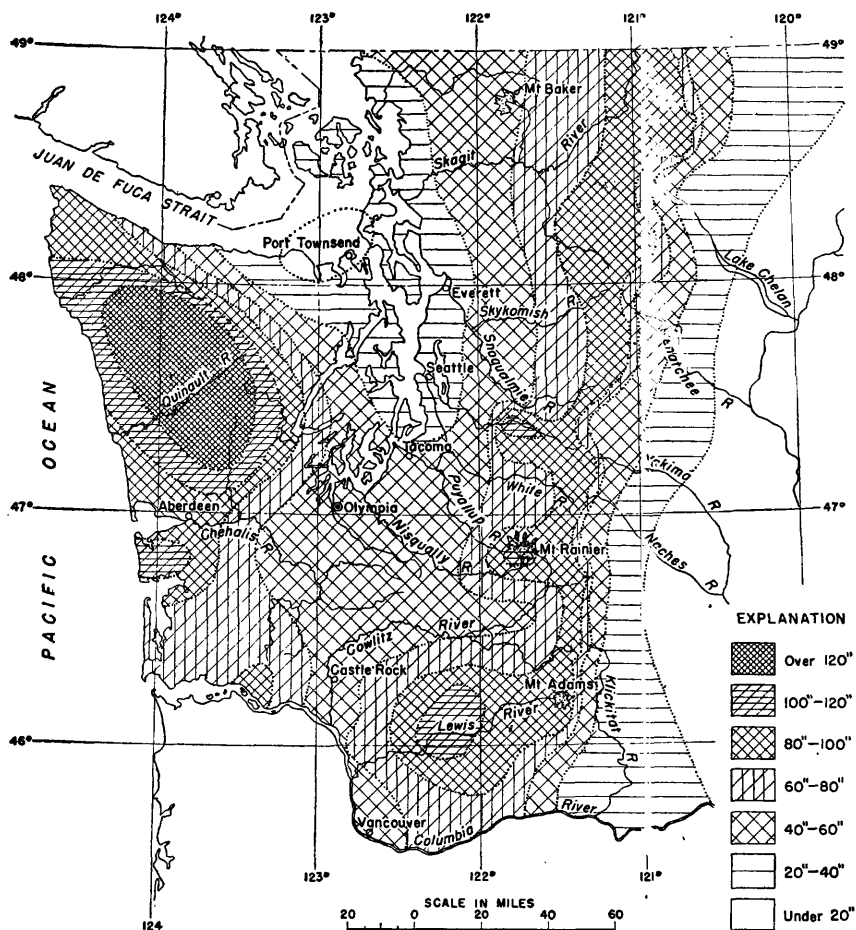 124° 123° 122° 121° 120°
49° 49°
Mt Baker
Skagit River
JUAN DE FUCA STRAIT
Port Townsend
48° 48°
Everett
Lake Chelan
Skykomish R
Snoqualmie R
Seattle
Quinault R
R
PACIFIC OCEAN
Tacoma
47° 47°
Aberdeen
Olympia
White R
Puyallup R
Chehalis R
Nisqually R
Mt Rainier
R
Naches R
EXPLANATION
Over 120"
100"–120"
80"–100"
60"–80"
40"–60"
20"–40"
Under 20"
Cowlitz River
Castle Rock
Mt Adams
Klickitat R
Lewis River
46° 46°
Vancouver
Columbia River
124 123° 122° 121°
SCALE IN MILES
20 0 20 40 60